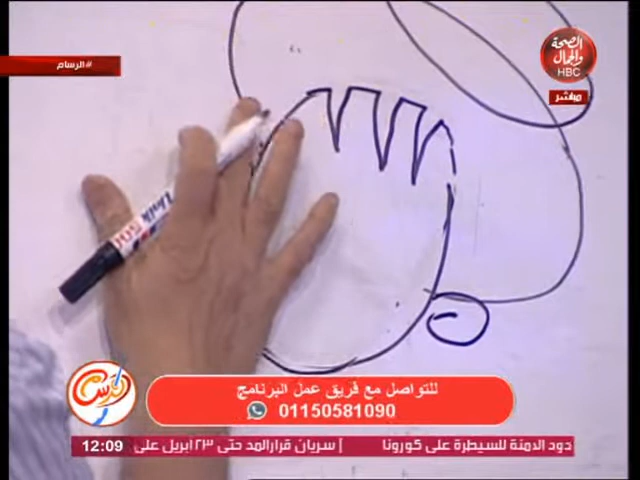 الصحة
والجمال
HBC
مباشر
#الرسام
للتواصل مع فريق عمل البرنامج
01150581090
12:09
دود الامنة للسيطرة على كورونا | سريان قرار المد حتى ٢٣ ابريل على